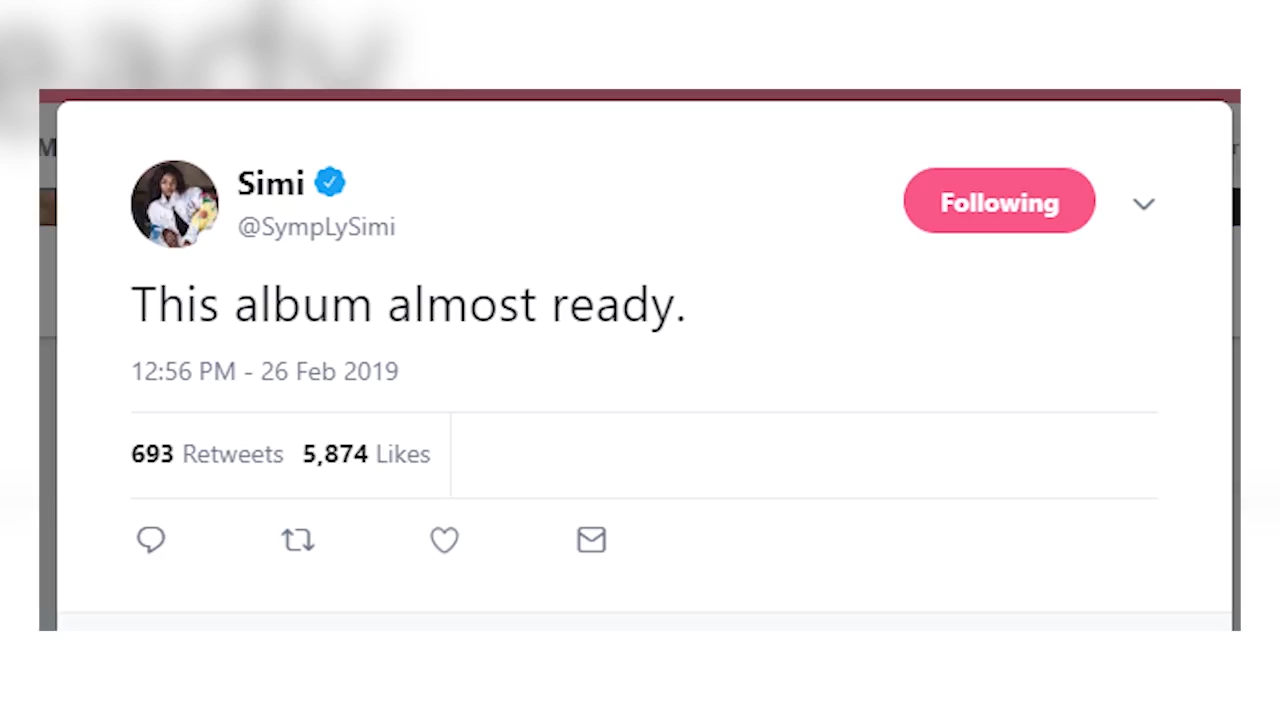 Simi
@SympLySimi
Following
This album almost ready.
12:56 PM - 26 Feb 2019
693 Retweets 5,874 Likes